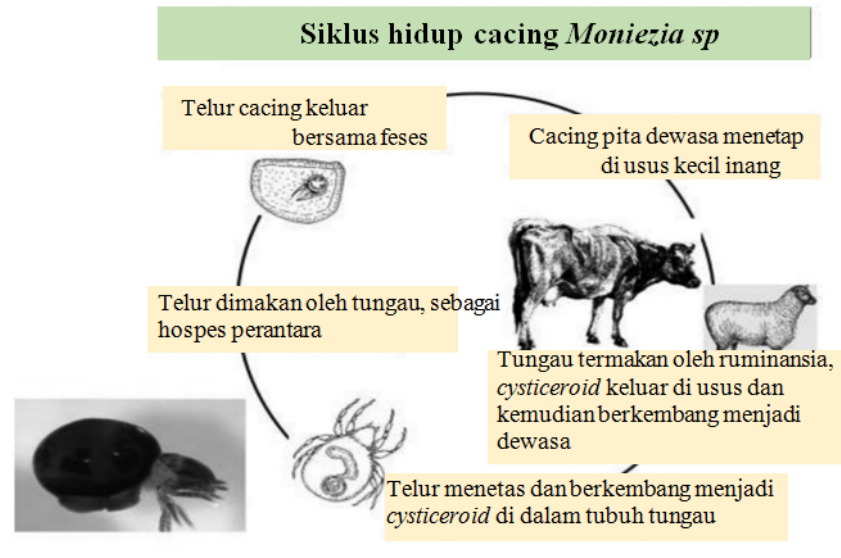 Siklus hidup cacing Moniezia sp
Telur cacing keluar
bersama feses
Cacing pita dewasa menetap
di usus kecil inang
Telur dimakan oleh tungau, sebagai
hospes perantara
Tungau termakan oleh ruminansia,
cysticeroid keluar di usus dan
kemudian berkembang menjadi
dewasa
Telur menetas dan berkembang menjadi
cysticeroid di dalam tubuh tungau